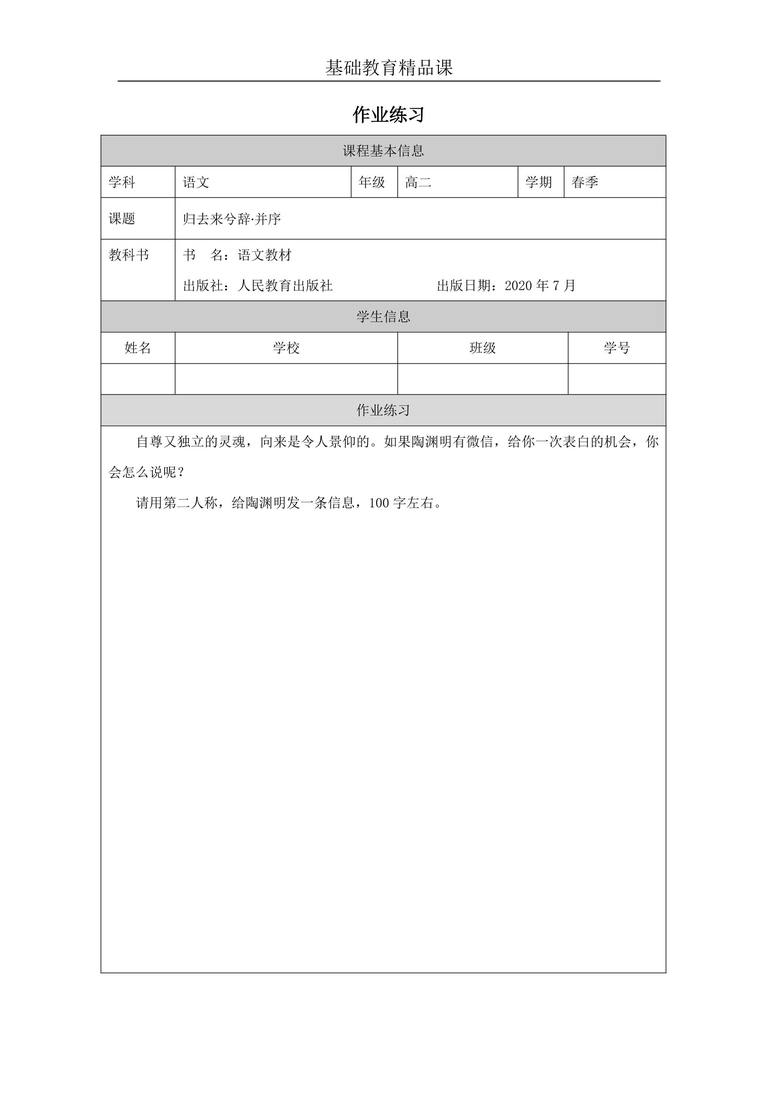 基础教育精品课
作业练习
课程基本信息
学科 语文 年级 高二 学期 春季
课题 归去来兮辞·并序
教科书 书 名：语文教材
出版社：人民教育出版社 出版日期：2020 年 7 月
学生信息
姓名 学校 班级 学号
作业练习
自尊又独立的灵魂，向来是令人景仰的。如果陶渊明有微信，给你一次表白的机会，你
会怎么说呢？
请用第二人称，给陶渊明发一条信息，100 字左右。